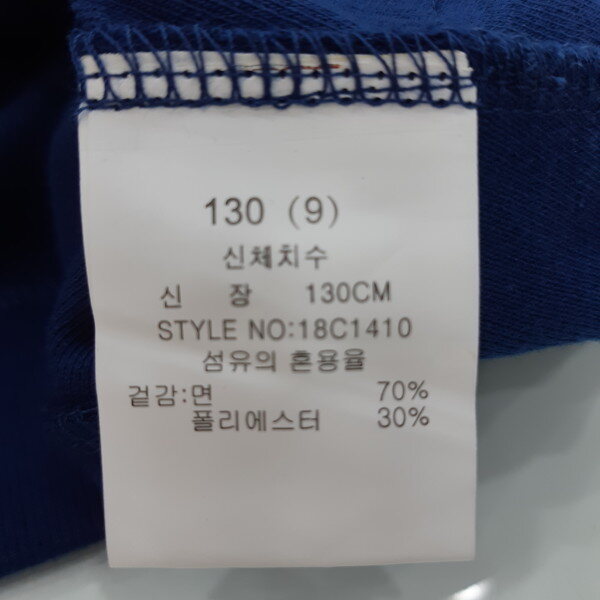 130 (9)
신체치수
신 장 130CM
STYLE NO:18C1410
섬유의 혼용율
겉감:면 70%
폴리에스터 30%